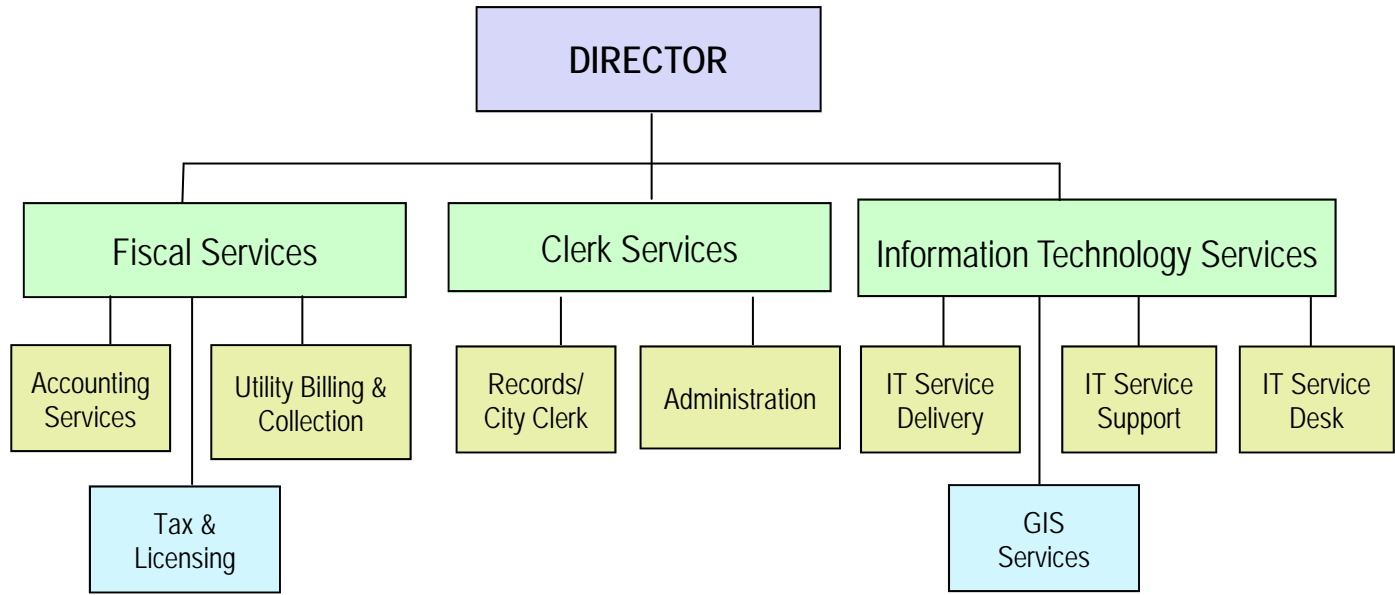 DIRECTOR
Fiscal Services
Clerk Services
Information Technology Services
Accounting
Services
Utility Billing &
Collection
Records/
City Clerk
Administration
IT Service
Delivery
IT Service
Support
IT Service
Desk
Tax &
Licensing
GIS
Services